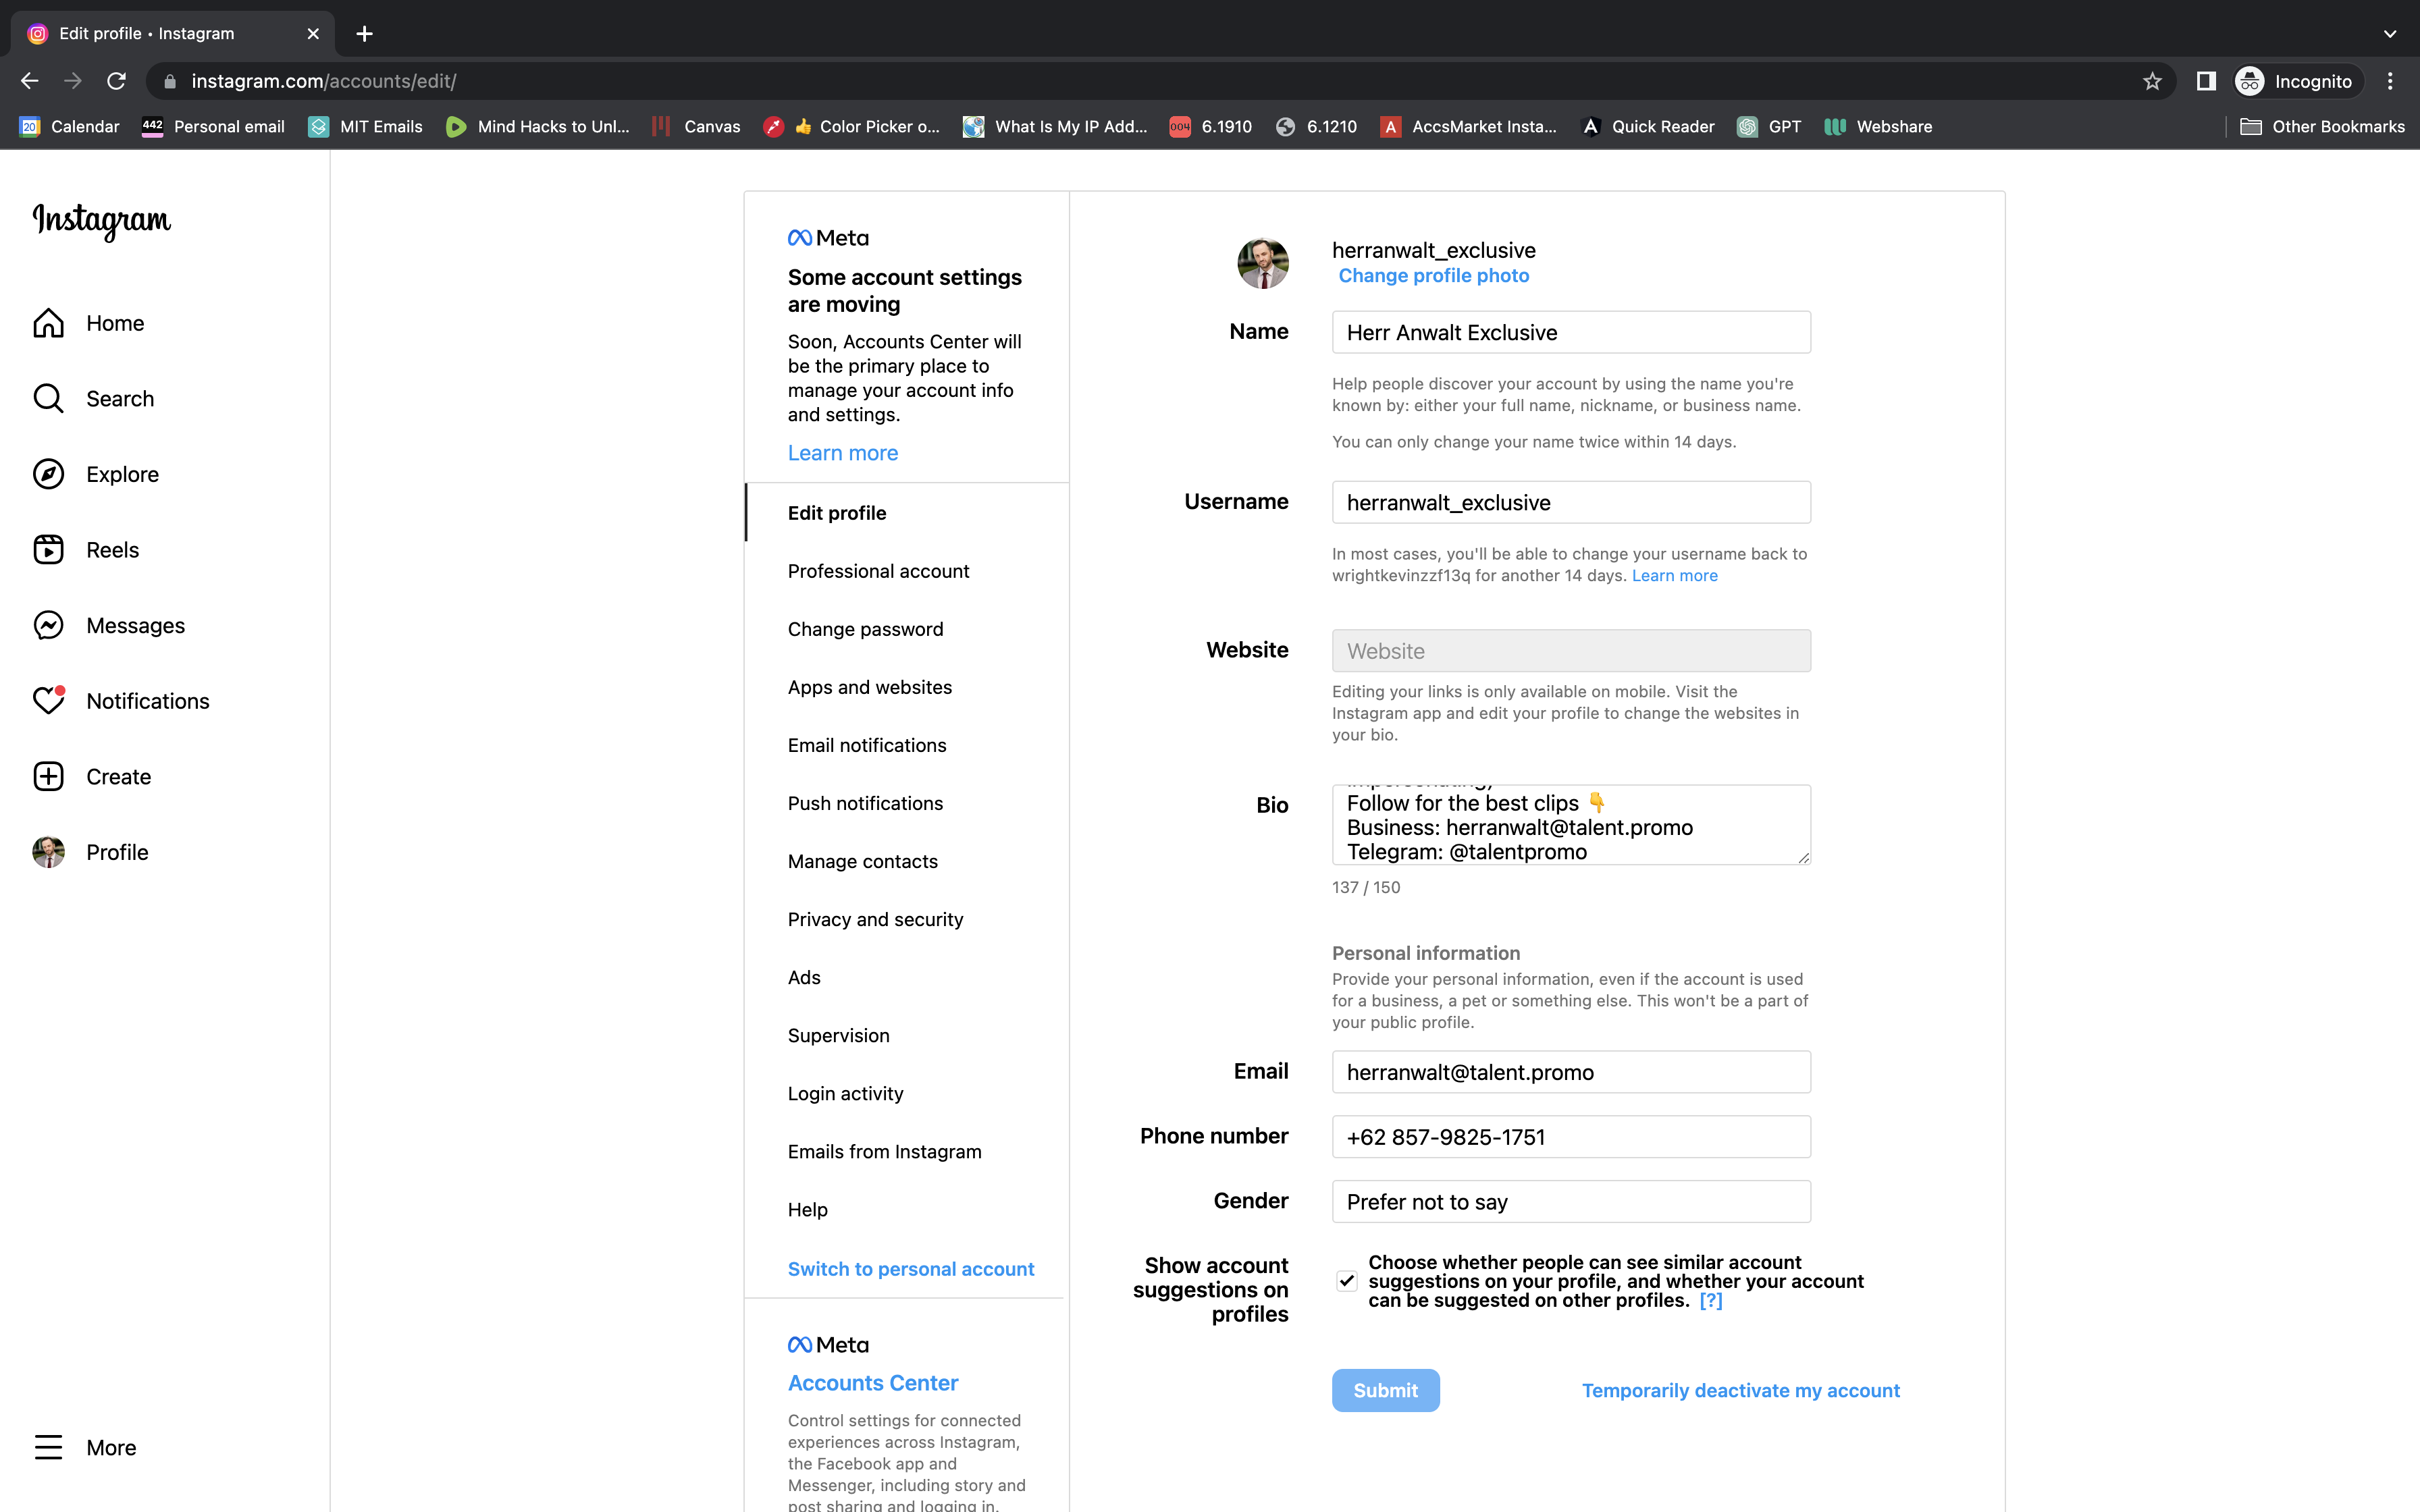 Edit profile • Instagram
instagram.com/accounts/edit/
Incognito
Calendar
442
Personal email
MIT Emails
Mind Hacks to Unl...
Canvas
Color Picker o...
What Is My IP Add...
004
6.1910
6.1210
A
AccsMarket Insta...
Quick Reader
GPT
Webshare
Other Bookmarks
Instagram
Home
Search
Explore
Reels
Messages
Notifications
Create
Profile
More
Meta
Some account settings
are moving
Soon, Accounts Center will
be the primary place to
manage your account info
and settings.
Learn more
Edit profile
Professional account
Change password
Apps and websites
Email notifications
Push notifications
Manage contacts
Privacy and security
Ads
Supervision
Login activity
Emails from Instagram
Help
Switch to personal account
Meta
Accounts Center
Control settings for connected
experiences across Instagram,
the Facebook app and
Messenger, including story and
post sharing and logging in.
herranwalt_exclusive
Change profile photo
Name
Herr Anwalt Exclusive
Help people discover your account by using the name you're
known by: either your full name, nickname, or business name.
You can only change your name twice within 14 days.
Username
herranwalt_exclusive
In most cases, you'll be able to change your username back to
wrightkevinzzf13q for another 14 days. Learn more
Website
Website
Editing your links is only available on mobile. Visit the
Instagram app and edit your profile to change the websites in
your bio.
Bio
Follow for the best clips 👇
Business: herranwalt@talent.promo
Telegram: @talentpromo
137 / 150
Personal information
Provide your personal information, even if the account is used
for a business, a pet or something else. This won't be a part of
your public profile.
Email
herranwalt@talent.promo
Phone number
+62 857-9825-1751
Gender
Prefer not to say
Show account
suggestions on
profiles
Choose whether people can see similar account
suggestions on your profile, and whether your account
can be suggested on other profiles. [?]
Submit
Temporarily deactivate my account